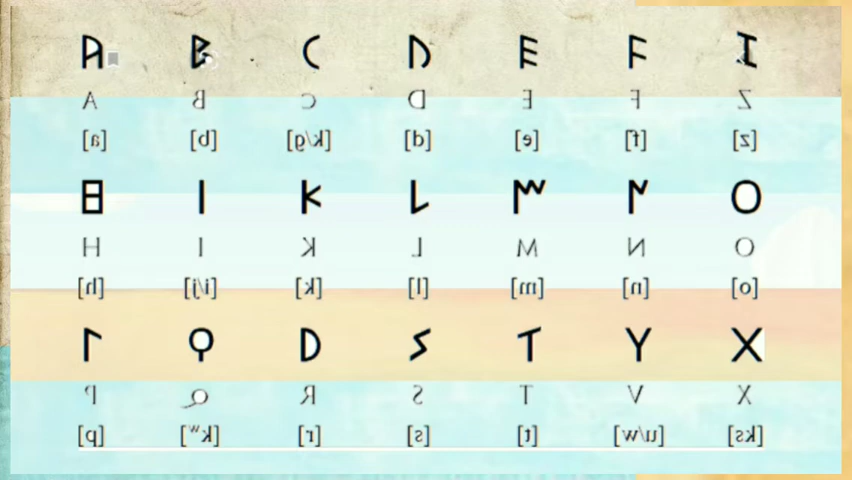 𐌀 𐌁 𐌂 𐌃 𐌄 𐌅 𐌆
A B C D E F Z
[a] [b] [k/g] [d] [e] [f] [z]
𐌇 𐌉 𐌊 𐌋 𐌌 𐌍 𐌏
H I K L M N O
[h] [i/j] [k] [l] [m] [n] [o]
𐌐 𐌒 𐌓 𐌔 𐌕 𐌖 𐌗
P Q R S T V X
[p] [kʷ] [r] [s] [t] [u/w] [ks]